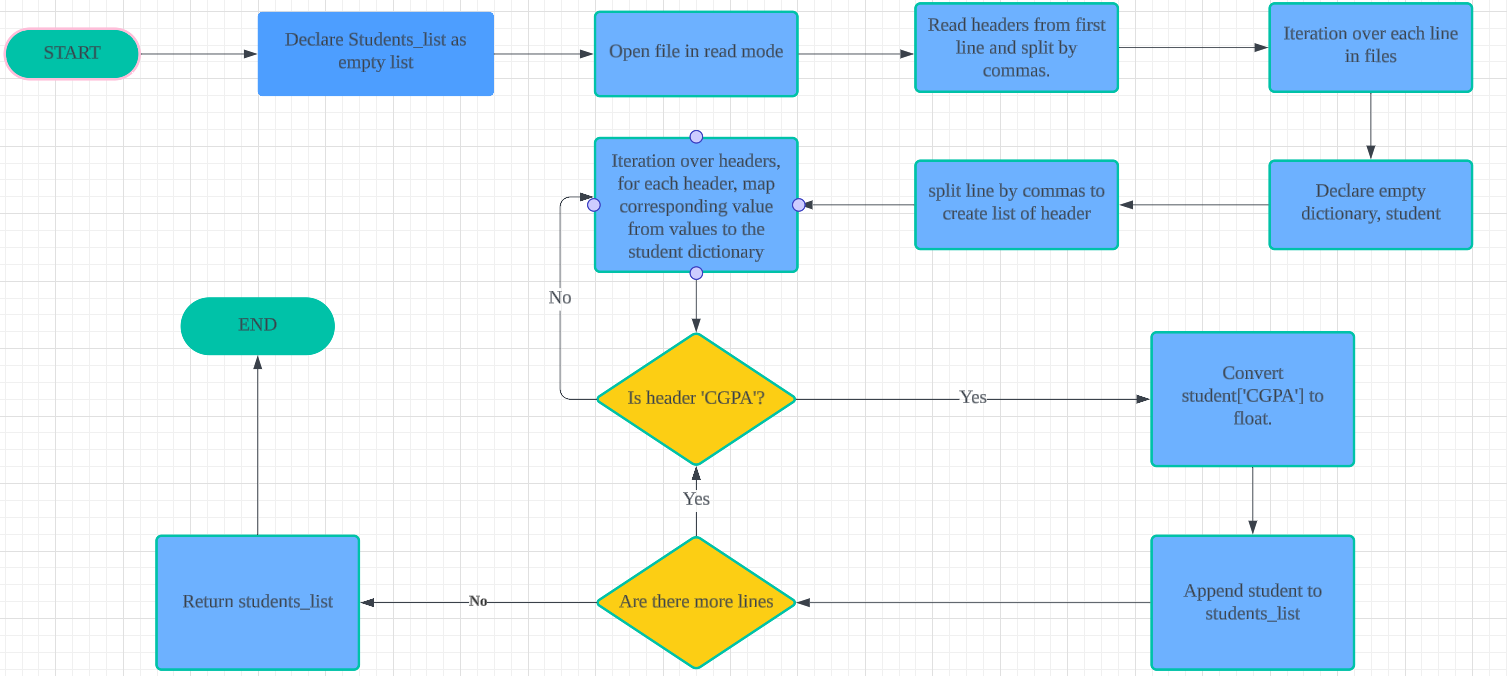 START
Declare Students_list as
empty list
Open file in read mode
Read headers from first
line and split by
commas.
Iteration over each line
in files
Iteration over headers,
for each header, map
corresponding value
from values to the
student dictionary
split line by commas to
create list of header
Declare empty
dictionary, student
No
END
Is header 'CGPA'?
Yes
Convert
student['CGPA'] to
float.
Yes
Return students_list
No
Are there more lines
Append student to
students_list